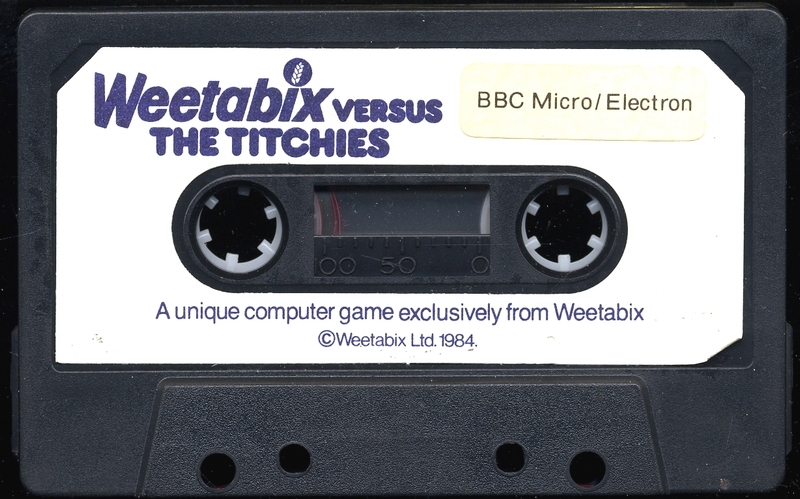 Weetabix VERSUS
THE TITCHIES
BBC Micro/Electron
00 50 0
A unique computer game exclusively from Weetabix
©Weetabix Ltd. 1984.